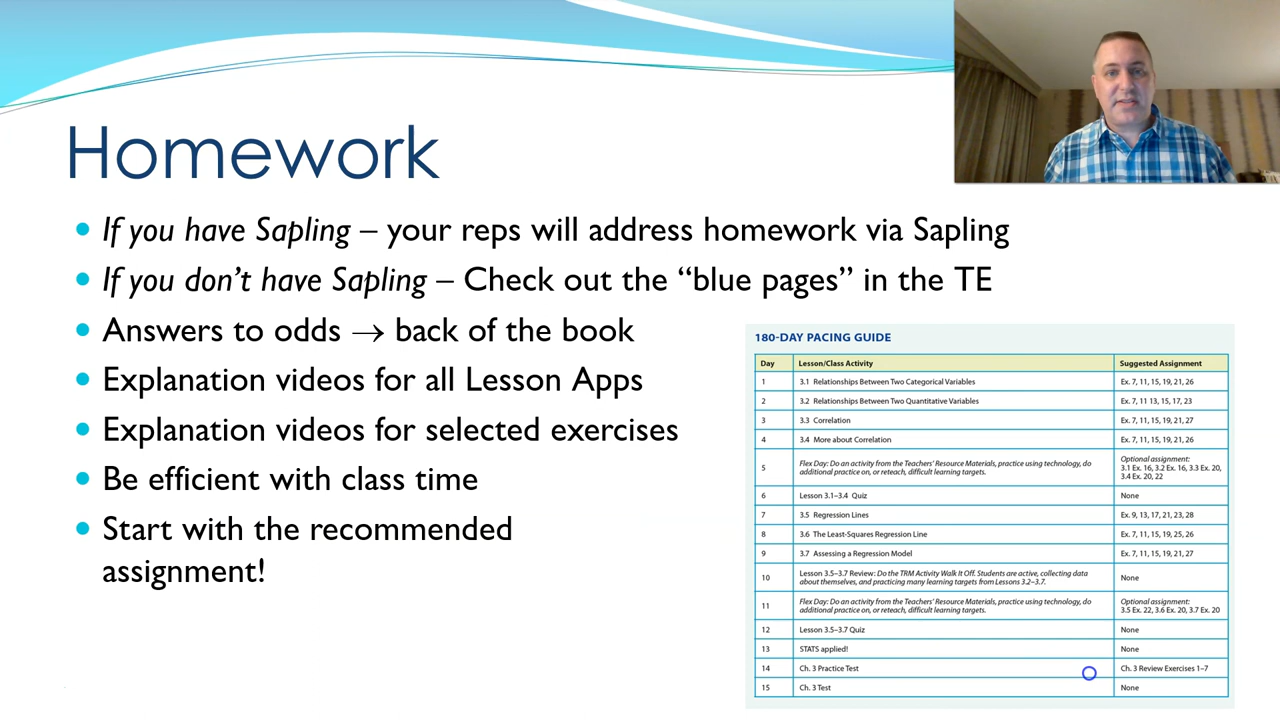 Homework
If you have Sapling – your reps will address homework via Sapling
If you don’t have Sapling – Check out the “blue pages” in the TE
Answers to odds → back of the book
Explanation videos for all Lesson Apps
Explanation videos for selected exercises
Be efficient with class time
Start with the recommended
assignment!
180-DAY PACING GUIDE
Day Lesson/Class Activity Suggested Assignment
1 3.1 Relationships Between Two Categorical Variables Ex. 7, 11, 15, 19, 21, 26
2 3.2 Relationships Between Two Quantitative Variables Ex. 7, 11 13, 15, 17, 23
3 3.3 Correlation Ex. 7, 11, 15, 19, 21, 27
4 3.4 More about Correlation Ex. 7, 11, 15, 19, 21, 26
5 Flex Day: Do an activity from the Teachers’ Resource Materials, practice using technology, do
additional practice on, or reteach, difficult learning targets.
Optional assignment:
3.1 Ex. 16, 3.2 Ex. 16, 3.3 Ex. 20,
3.4 Ex. 20, 22
6 Lesson 3.1–3.4 Quiz None
7 3.5 Regression Lines Ex. 9, 13, 17, 21, 23, 28
8 3.6 The Least-Squares Regression Line Ex. 7, 11, 15, 19, 25, 26
9 3.7 Assessing a Regression Model Ex. 7, 11, 15, 19, 21, 27
10 Lesson 3.5–3.7 Review: Do the TRM Activity Walk It Off. Students are active, collecting data
about themselves, and practicing many learning targets from Lessons 3.2–3.7.
None
11 Flex Day: Do an activity from the Teachers’ Resource Materials, practice using technology, do
additional practice on, or reteach, difficult learning targets.
Optional assignment:
3.5 Ex. 22, 3.6 Ex. 20, 3.7 Ex. 20
12 Lesson 3.5–3.7 Quiz None
13 STATS applied! None
14 Ch. 3 Practice Test Ch. 3 Review Exercises 1–7
15 Ch. 3 Test None